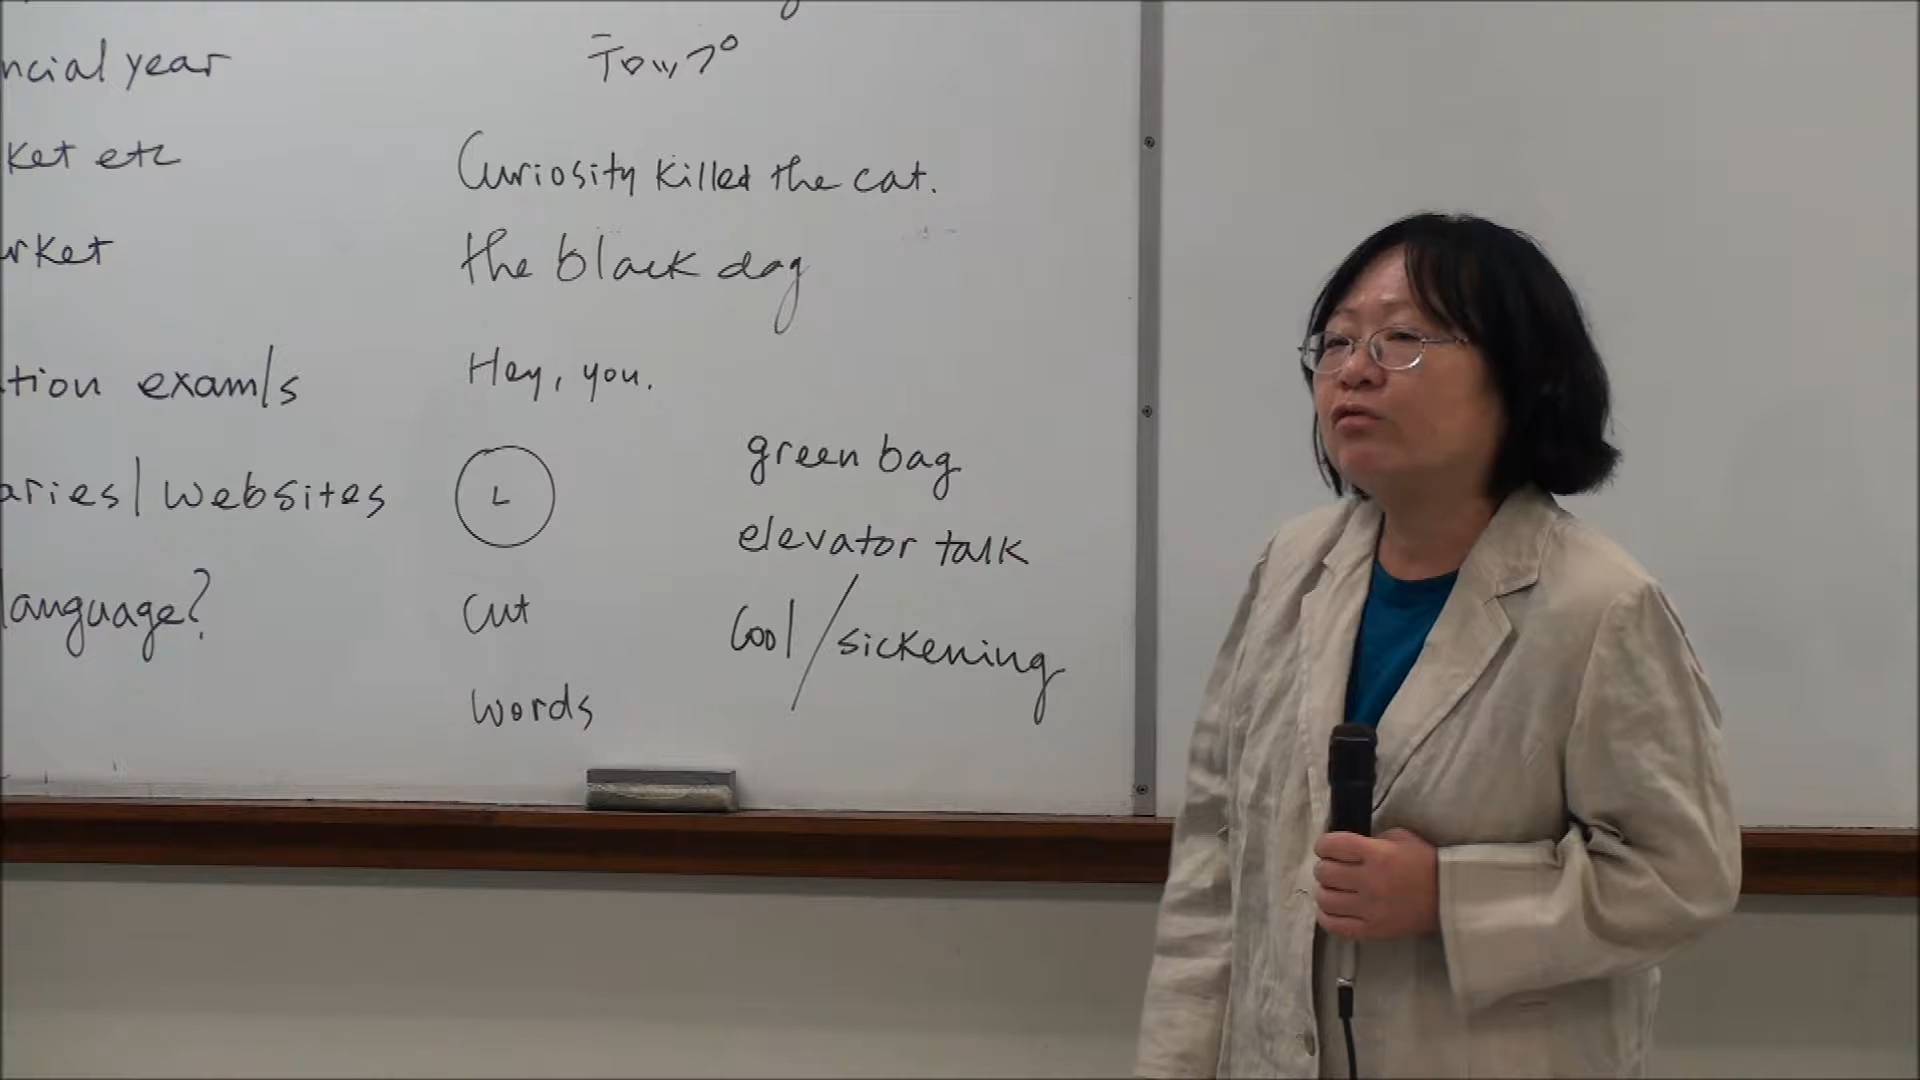 ncial year
ket etc
rket
tion exam/s
aries/websites
language?
テロップ
Curiosity killed the cat.
the black dog
Hey, you.
L
cut
words
green bag
elevator talk
Cool/sickening